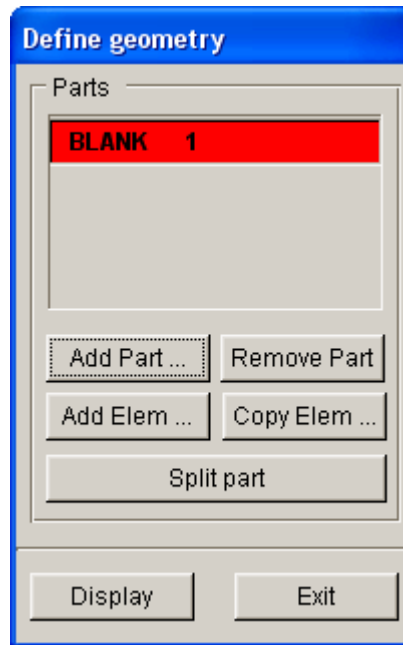 Define geometry
Parts
BLANK 1
Add Part ... Remove Part
Add Elem ... Copy Elem ...
Split part
Display Exit